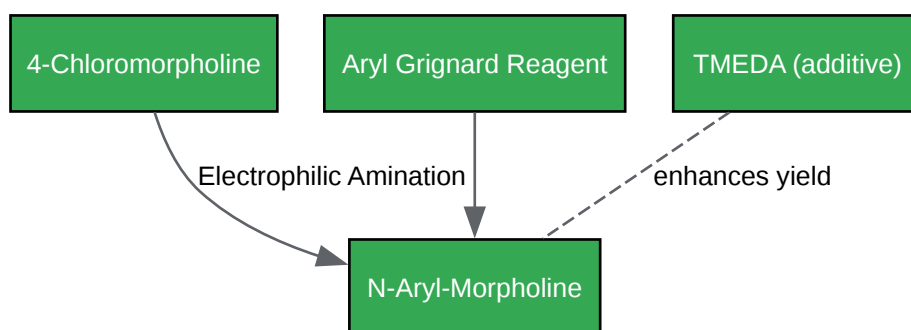 4-Chloromorpholine
Aryl Grignard Reagent
TMEDA (additive)
Electrophilic Amination
enhances yield
N-Aryl-Morpholine